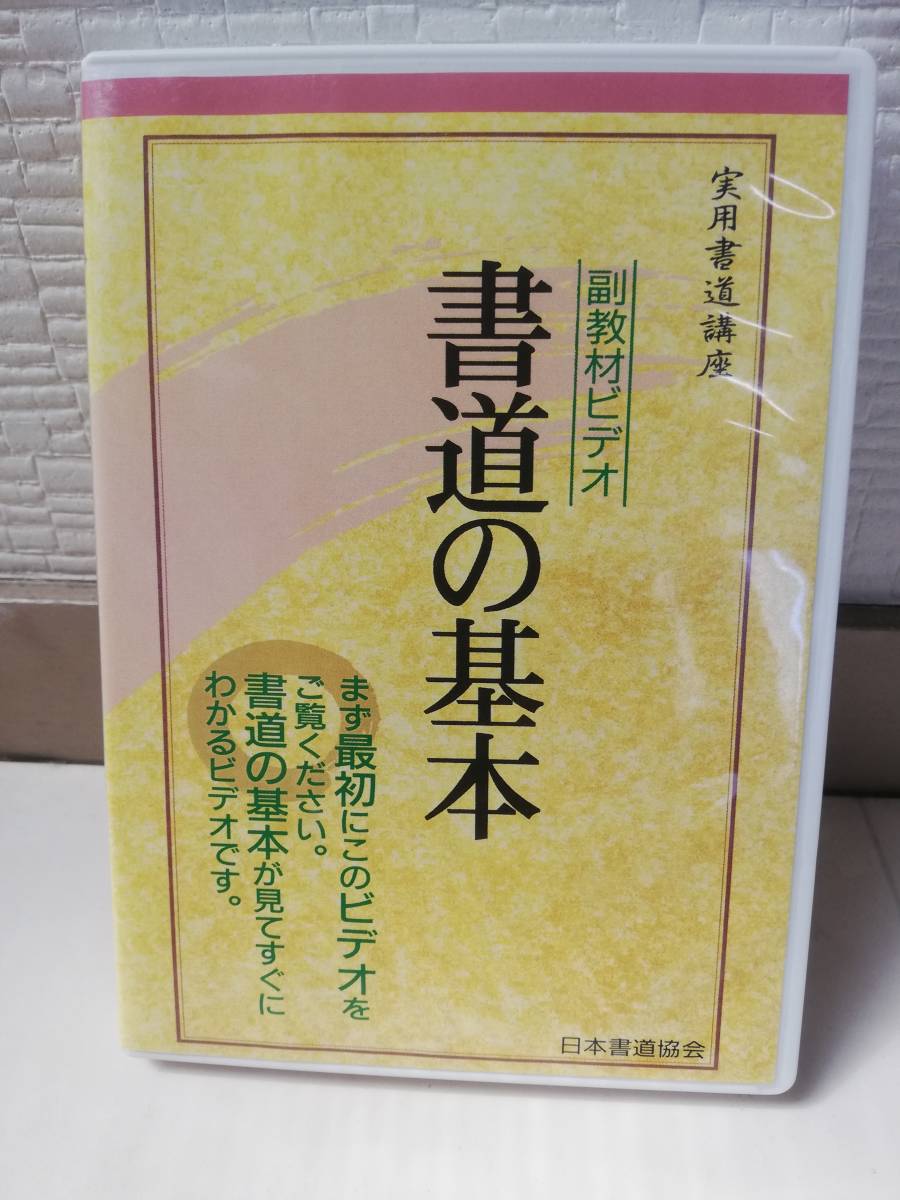 実用書道講座
副教材ビデオ
書道の基本
まず最初にこのビデオを
ご覧ください。
書道の基本が見てすぐに
わかるビデオです。
日本書道協会